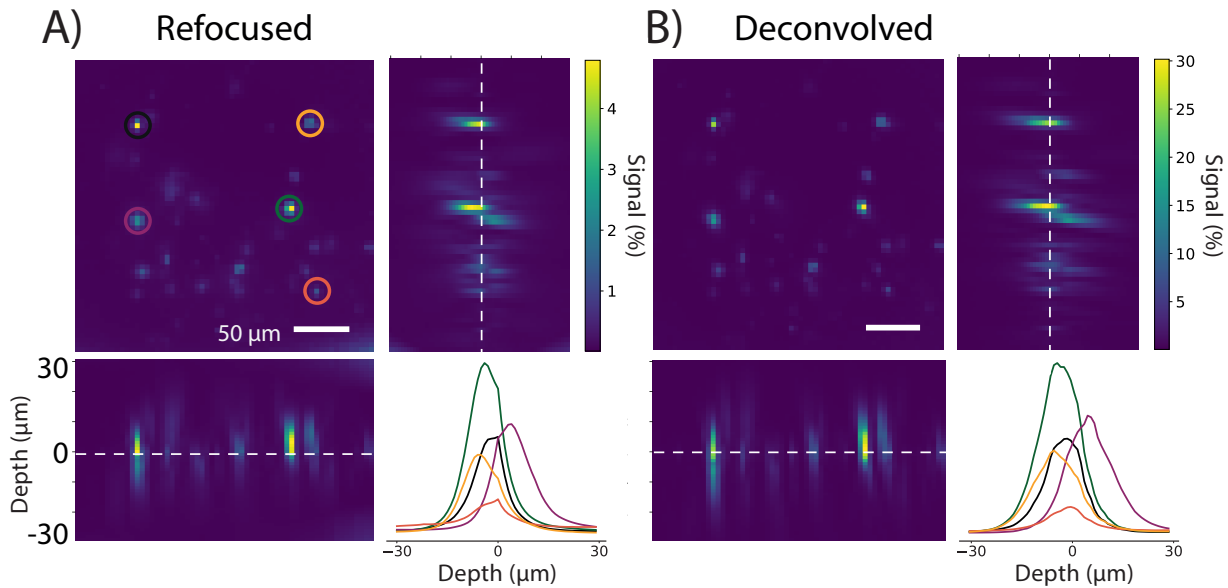 A) Refocused
B) Deconvolved
50 µm
4
3
2
1
Signal (%)
30
25
20
15
10
5
Signal (%)
30
0
-30
Depth (µm)
−30
0
30
Depth (µm)
−30
0
30
Depth (µm)